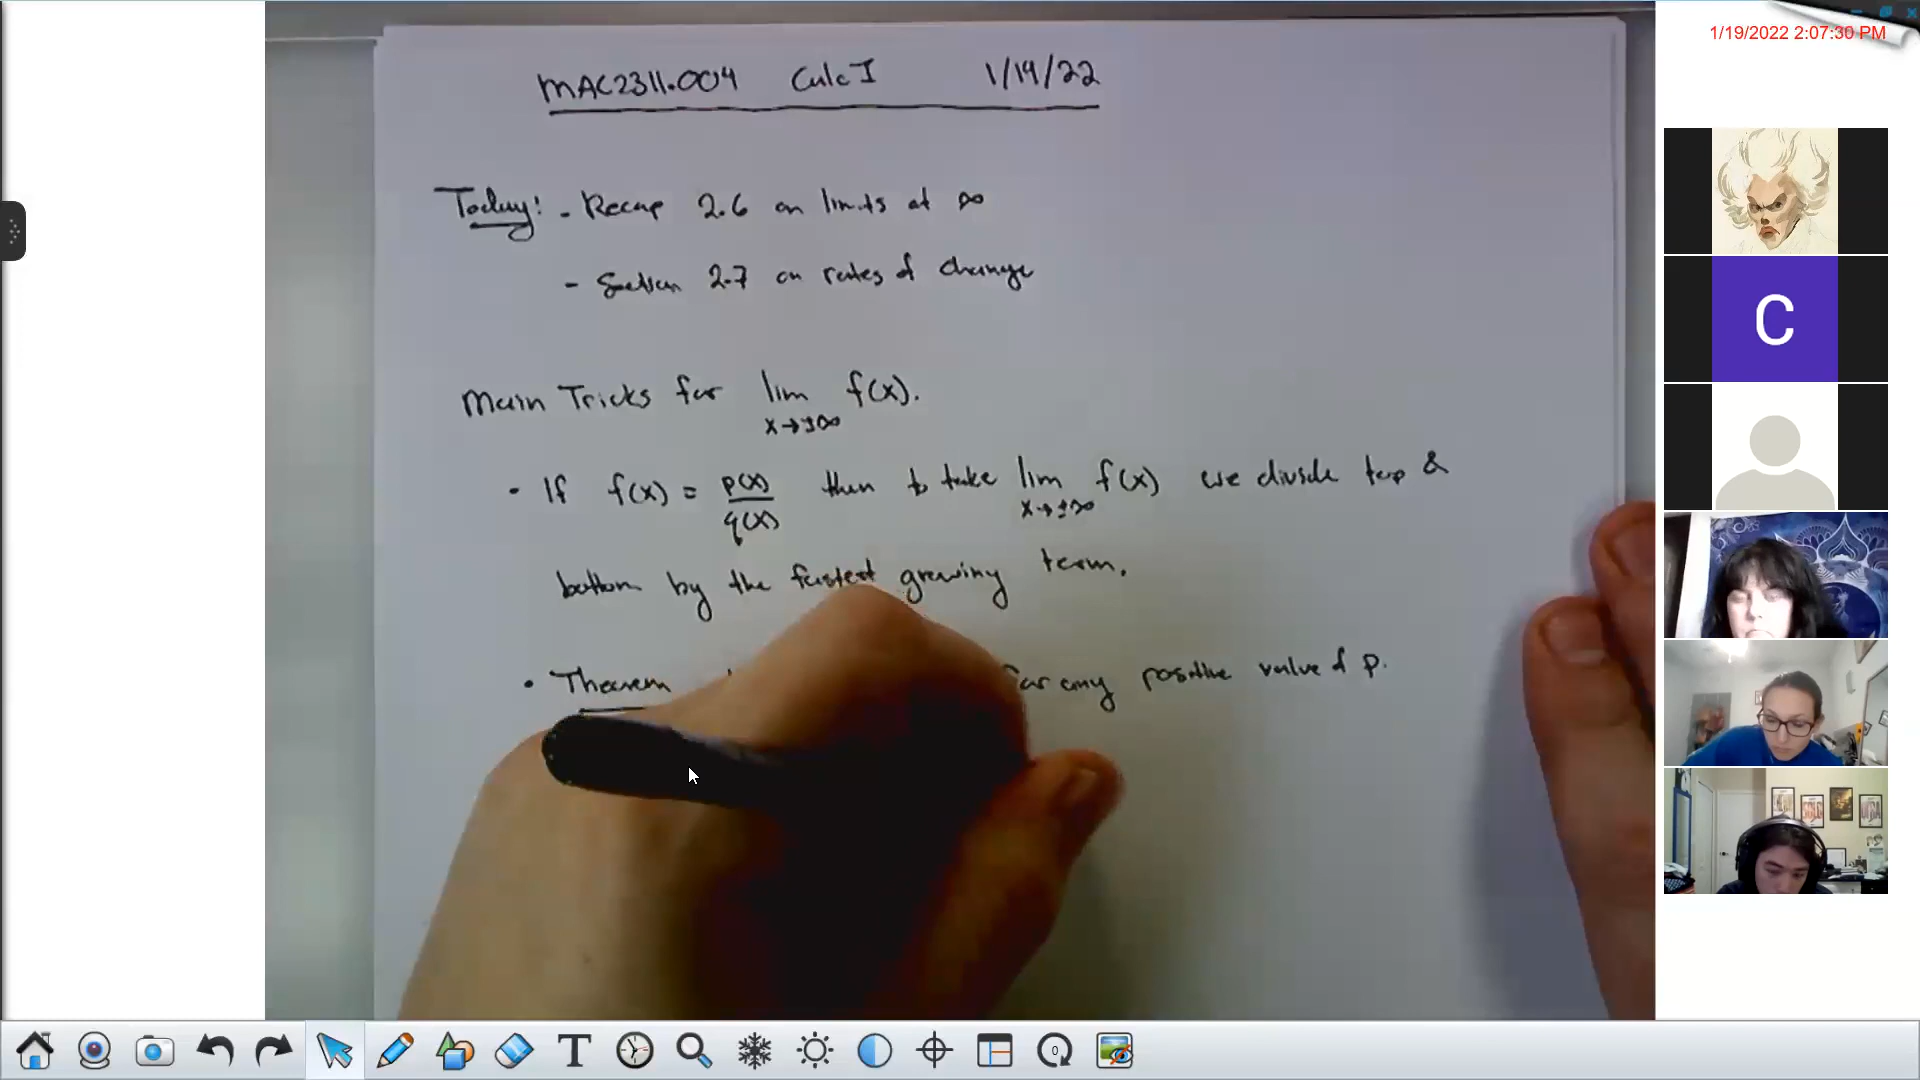 1/19/2022 2:07:30 PM
MAC2311.004 Calc I 1/19/22
Today: - Recap 2.6 on limits at ∞
- Section 2.7 on rates of change
Main Tricks for lim x→±∞ f(x).
• If f(x) = p(x)/q(x) then to take lim x→±∞ f(x) we divide top &
bottom by the fastest growing term.
• Theorem for any positive value of p.
C
T
0